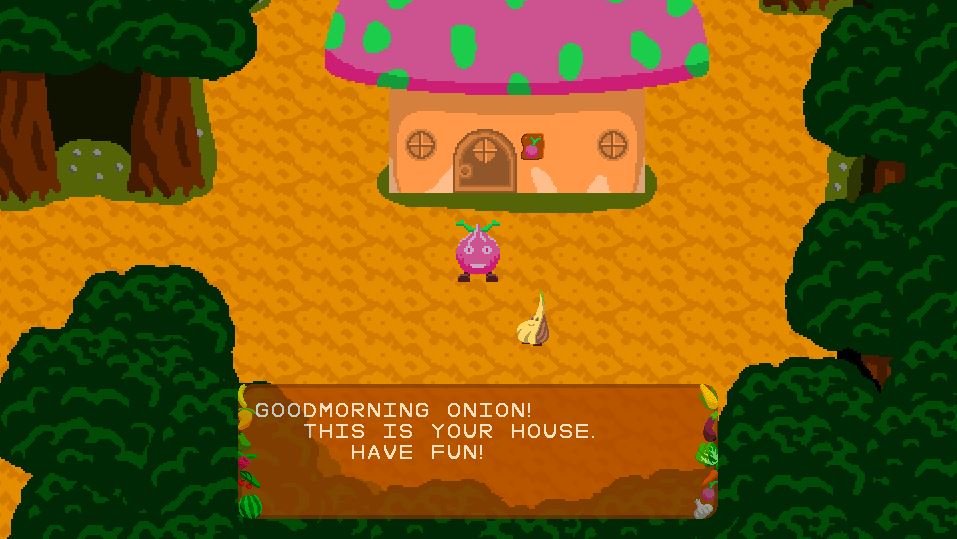 GOODMORNING ONION!
THIS IS YOUR HOUSE.
HAVE FUN!